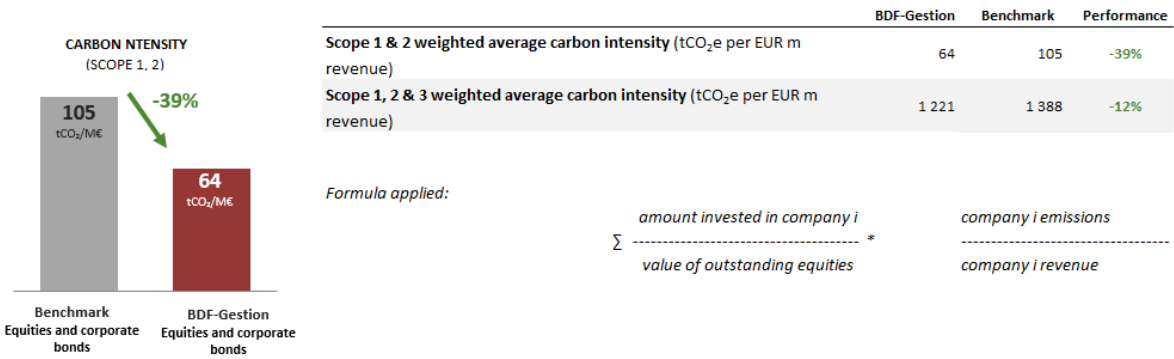 CARBON NTENSITY
(SCOPE 1, 2)
105
tCO₂/M€
-39%
64
tCO₂/M€
Benchmark
Equities and corporate
bonds
BDF-Gestion
Equities and corporate
bonds
BDF-Gestion Benchmark Performance
Scope 1 & 2 weighted average carbon intensity (tCO₂e per EUR m
revenue)
64 105 -39%
Scope 1, 2 & 3 weighted average carbon intensity (tCO₂e per EUR m
revenue)
1 221 1 388 -12%
Formula applied:
amount invested in company i company i emissions
∑ -------------------------------------- * -----------------------------------
value of outstanding equities company i revenue